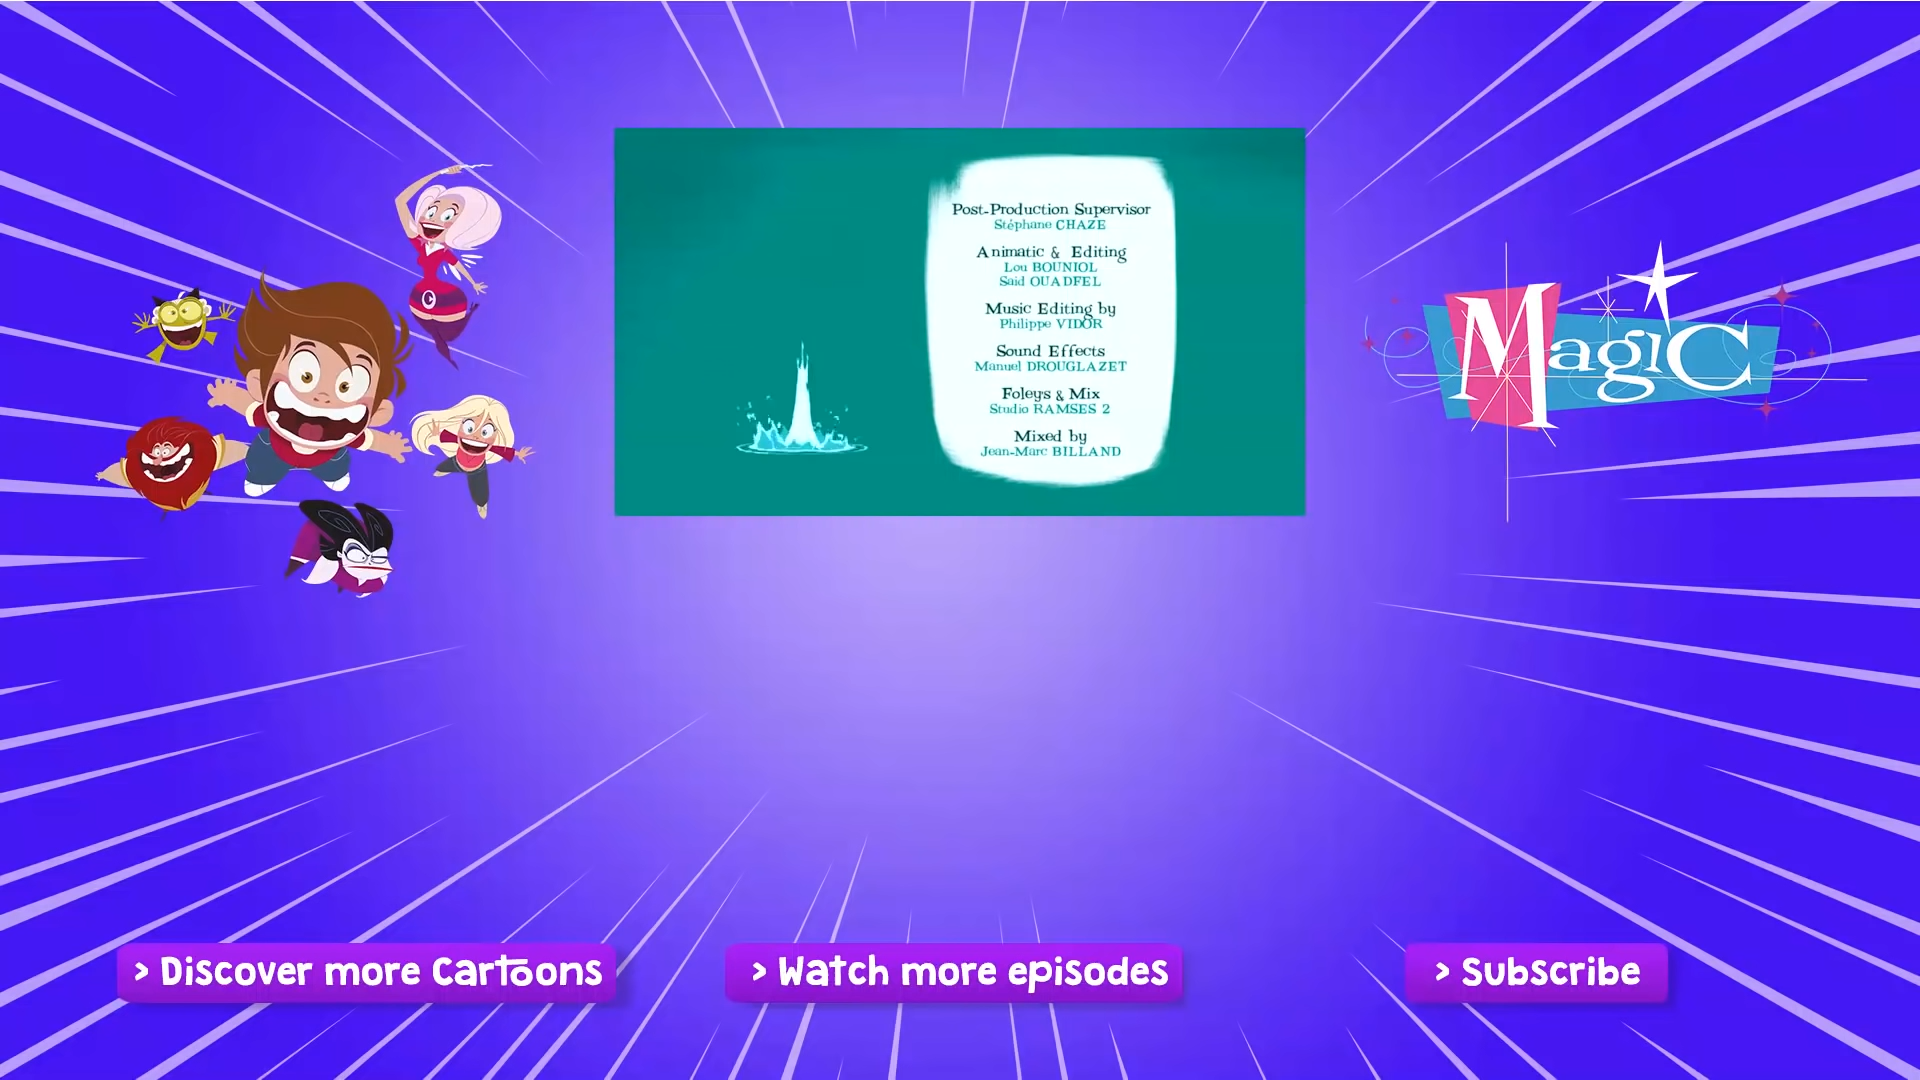 Post-Production Supervisor
Stéphane CHAZE
Animatic & Editing
Lou BOUNIOL
Said OUADFEL
Music Editing by
Philippe VIDOR
Sound Effects
Manuel DROUGLAZET
Foleys & Mix
Studio RAMSES 2
Mixed by
Jean-Marc BILLAND
Magic
> Discover more Cartoons
> Watch more episodes
> Subscribe